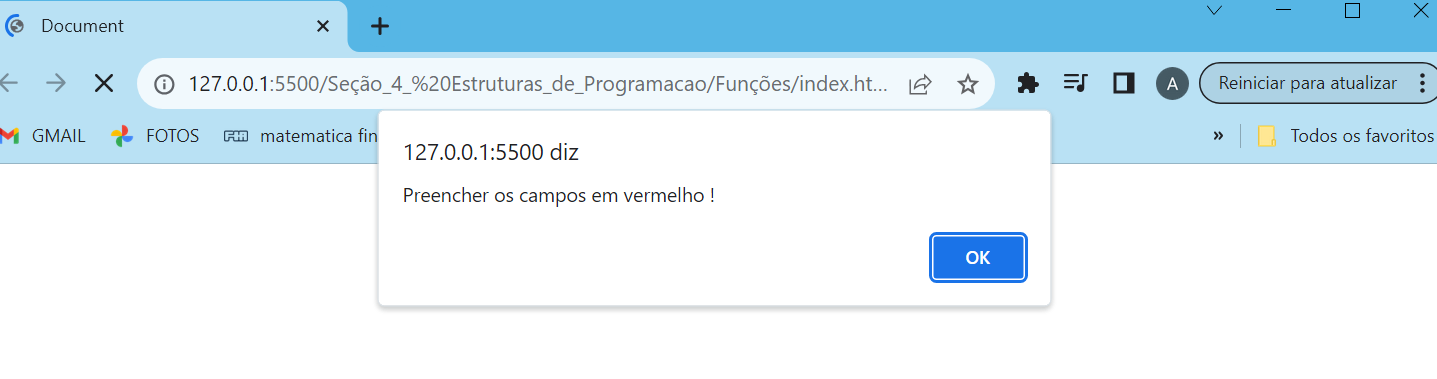 Document
127.0.0.1:5500/Seção_4_%20Estruturas_de_Programacao/Funções/index.ht...
A
Reiniciar para atualizar
GMAIL
FOTOS
matematica fin
»
Todos os favoritos
127.0.0.1:5500 diz
Preencher os campos em vermelho !
OK